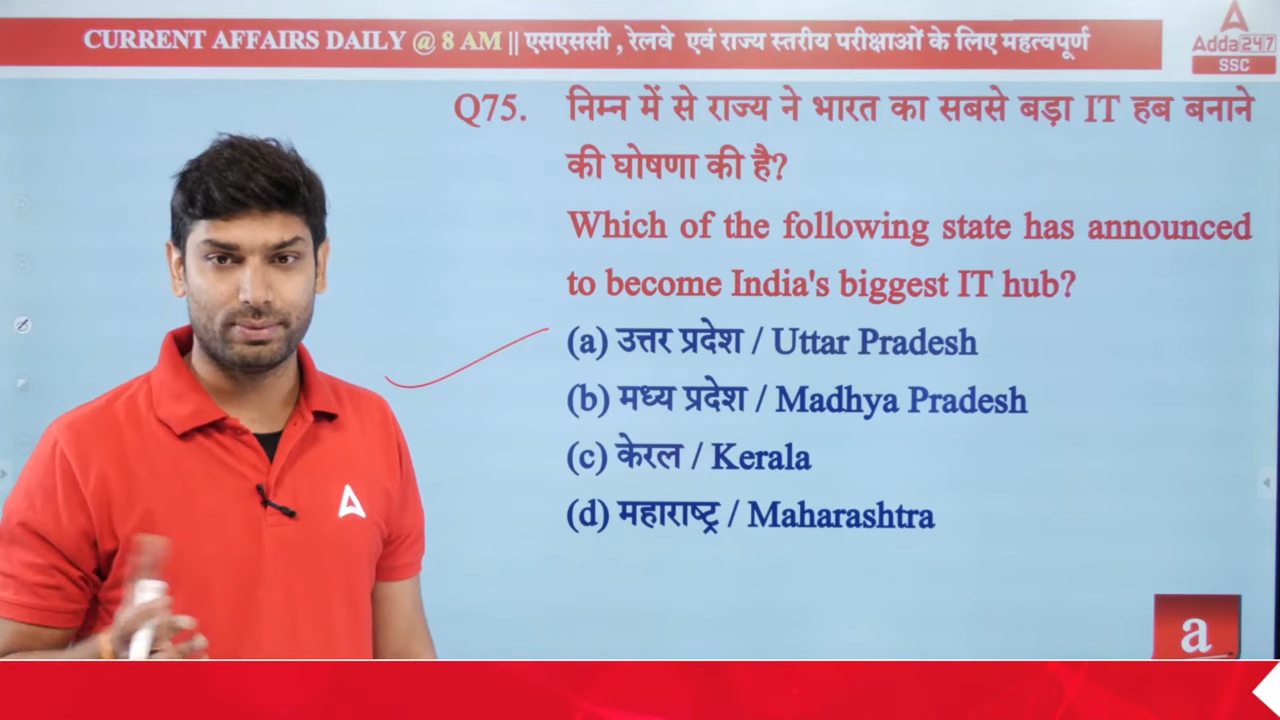 CURRENT AFFAIRS DAILY @ 8 AM || एसएससी , रेलवे एवं राज्य स्तरीय परीक्षाओं के लिए महत्वपूर्ण
Adda247
SSC
Q75. निम्न में से राज्य ने भारत का सबसे बड़ा IT हब बनाने
की घोषणा की है?
Which of the following state has announced
to become India's biggest IT hub?
(a) उत्तर प्रदेश / Uttar Pradesh
(b) मध्य प्रदेश / Madhya Pradesh
(c) केरल / Kerala
(d) महाराष्ट्र / Maharashtra
a